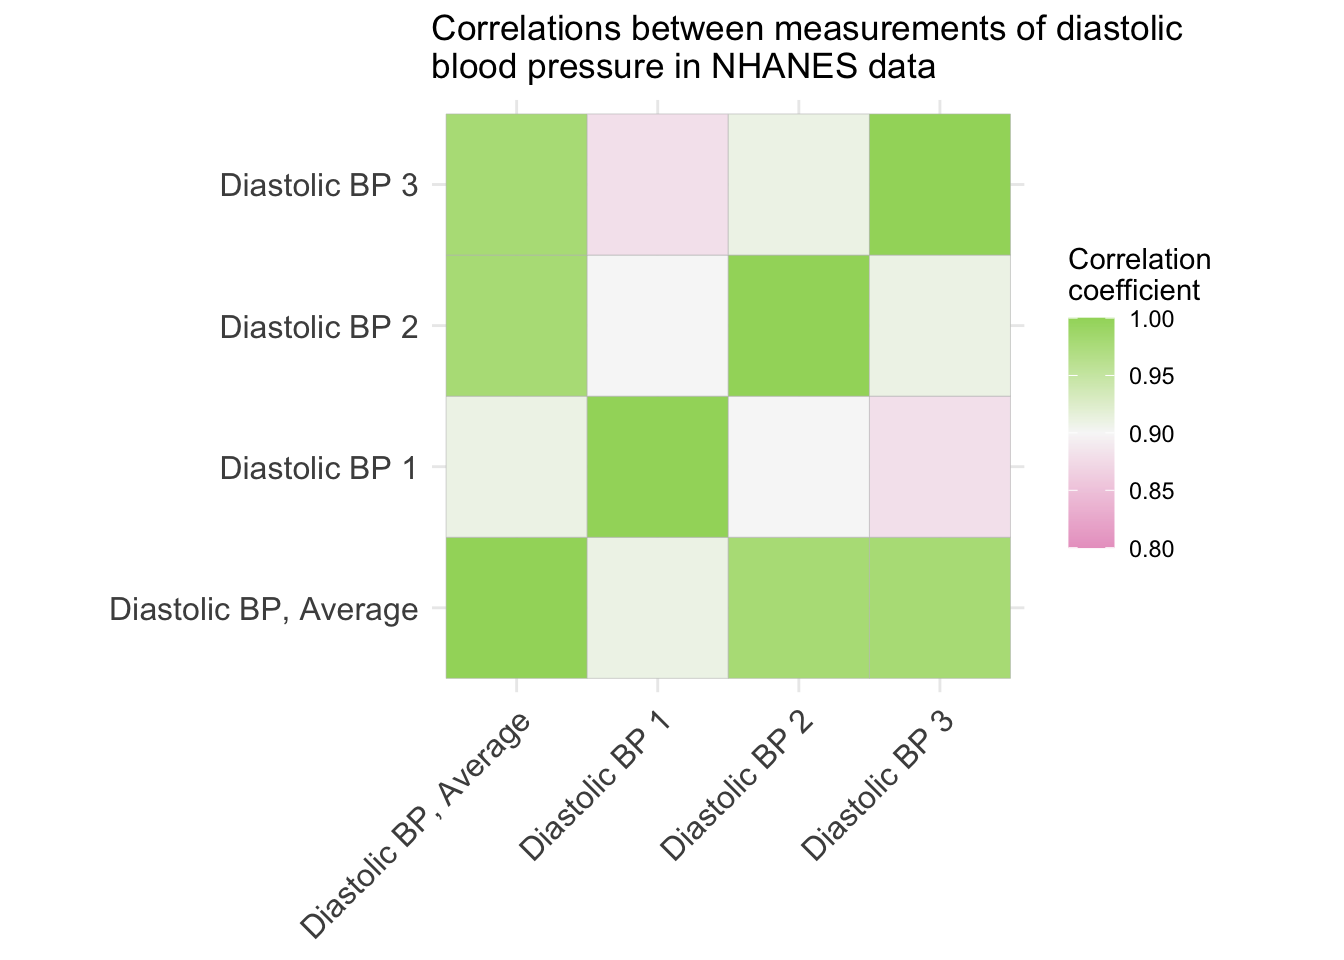 Correlations between measurements of diastolic
blood pressure in NHANES data
Diastolic BP 3
Diastolic BP 2
Diastolic BP 1
Diastolic BP, Average
Diastolic BP, Average
Diastolic BP 1
Diastolic BP 2
Diastolic BP 3
Correlation
coefficient
1.00
0.95
0.90
0.85
0.80